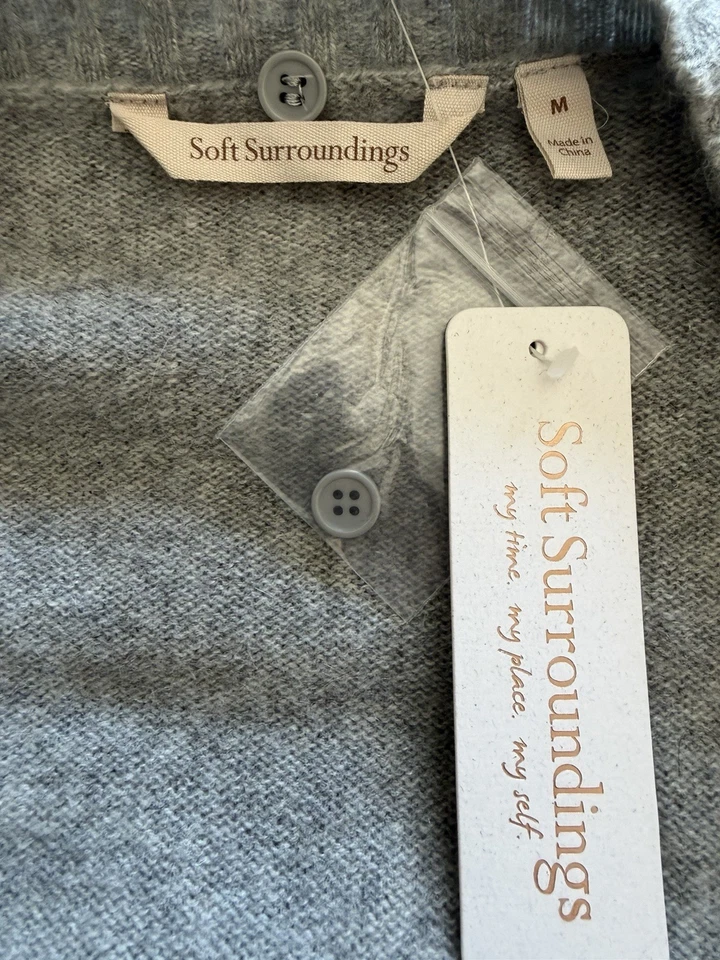 Soft Surroundings
M
Made in
China
Soft Surroundings
my time. my place. my self.